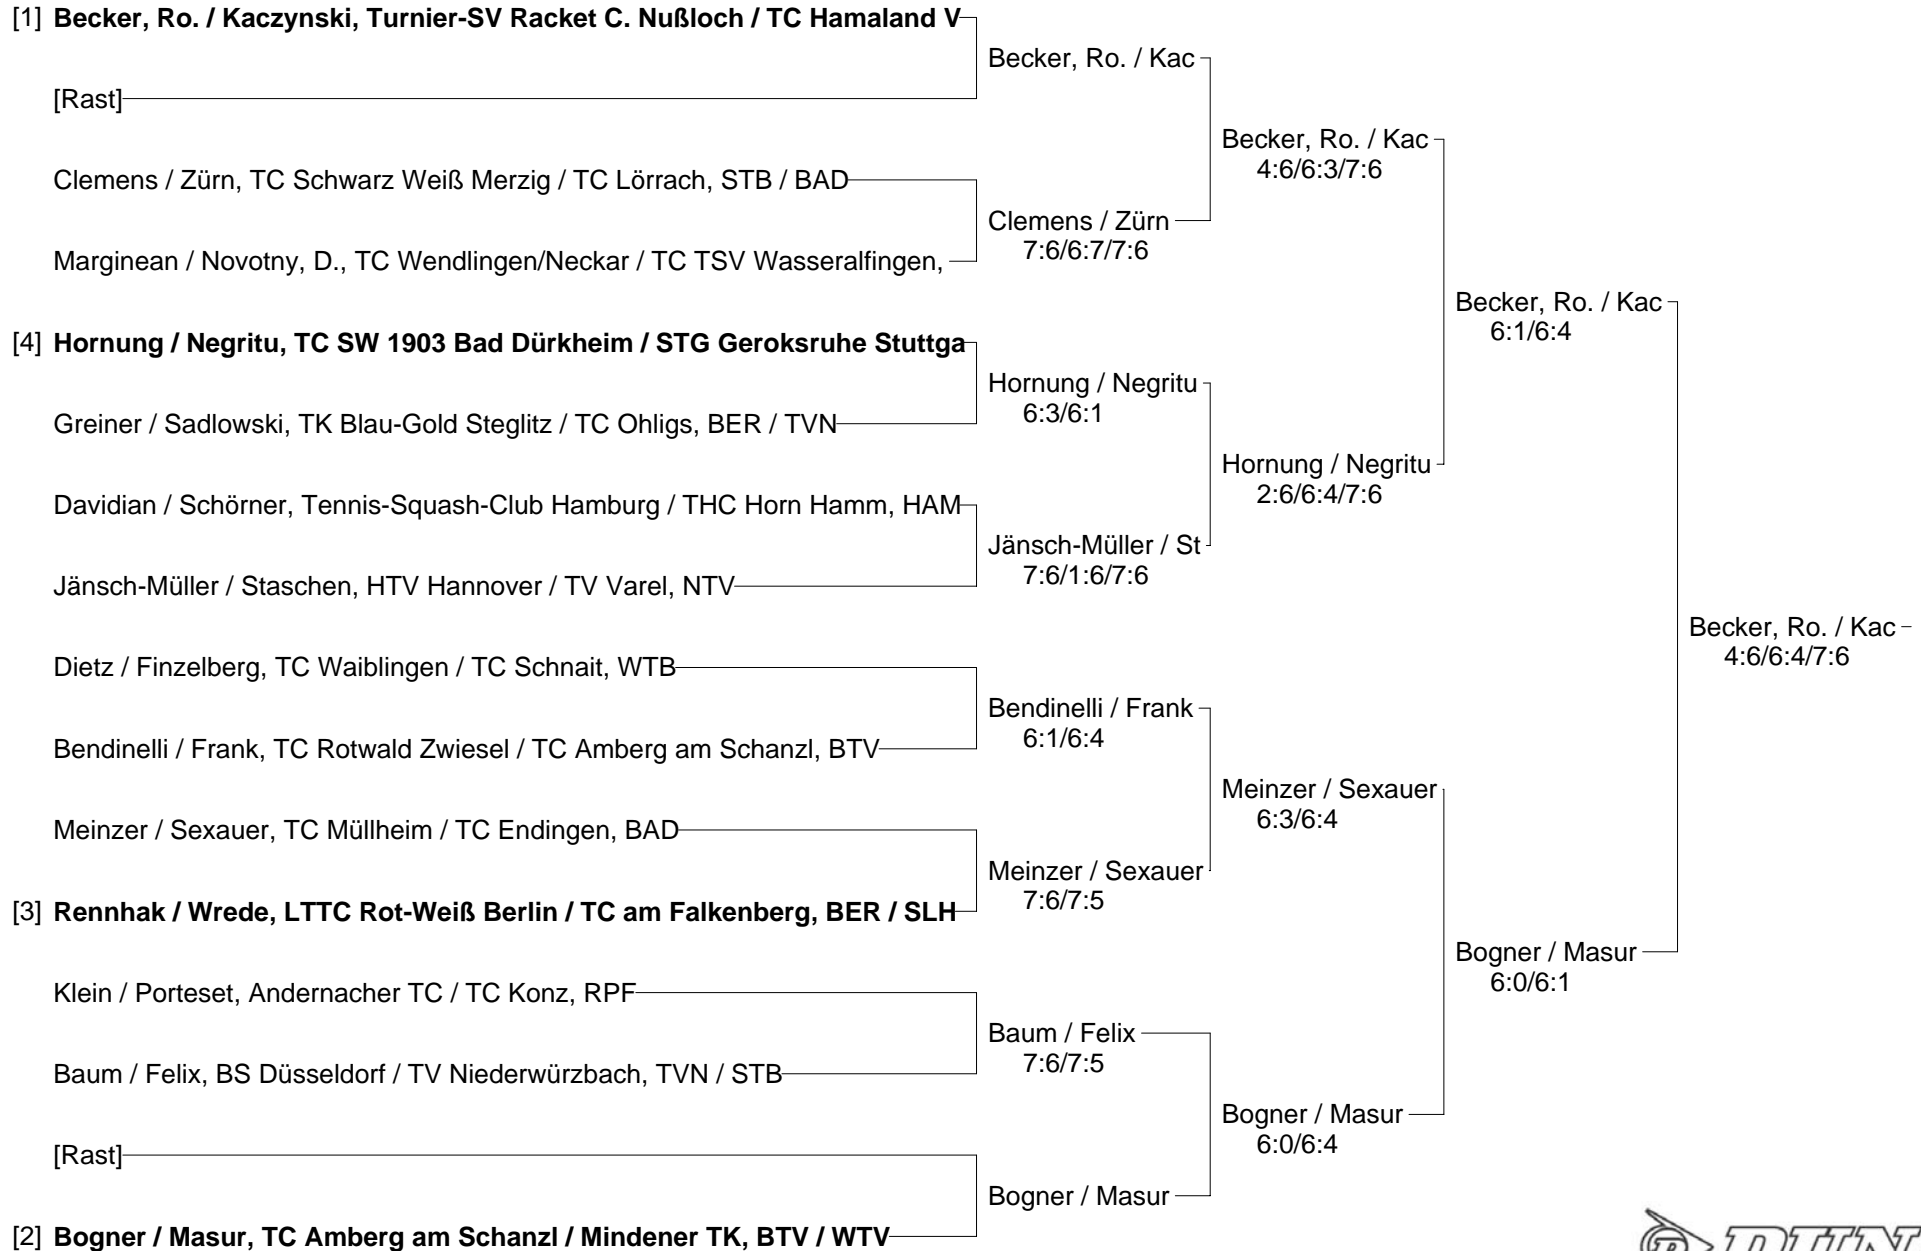 [1] Becker, Ro. / Kaczynski, Turnier-SV Racket C. Nußloch / TC Hamaland V
Becker, Ro. / Kac
[Rast]
Becker, Ro. / Kac
4:6/6:3/7:6
Clemens / Zürn, TC Schwarz Weiß Merzig / TC Lörrach, STB / BAD
Clemens / Zürn
7:6/6:7/7:6
Marginean / Novotny, D., TC Wendlingen/Neckar / TC TSV Wasseralfingen,
Becker, Ro. / Kac
6:1/6:4
[4] Hornung / Negritu, TC SW 1903 Bad Dürkheim / STG Geroksruhe Stuttga
Hornung / Negritu
6:3/6:1
Greiner / Sadlowski, TK Blau-Gold Steglitz / TC Ohligs, BER / TVN
Hornung / Negritu
2:6/6:4/7:6
Davidian / Schörner, Tennis-Squash-Club Hamburg / THC Horn Hamm, HAM
Jänsch-Müller / St
7:6/1:6/7:6
Jänsch-Müller / Staschen, HTV Hannover / TV Varel, NTV
Becker, Ro. / Kac
4:6/6:4/7:6
Dietz / Finzelberg, TC Waiblingen / TC Schnait, WTB
Bendinelli / Frank
6:1/6:4
Bendinelli / Frank, TC Rotwald Zwiesel / TC Amberg am Schanzl, BTV
Meinzer / Sexauer
6:3/6:4
Meinzer / Sexauer, TC Müllheim / TC Endingen, BAD
Meinzer / Sexauer
7:6/7:5
[3] Rennhak / Wrede, LTTC Rot-Weiß Berlin / TC am Falkenberg, BER / SLH
Bogner / Masur
6:0/6:1
Klein / Porteset, Andernacher TC / TC Konz, RPF
Baum / Felix
7:6/7:5
Baum / Felix, BS Düsseldorf / TV Niederwürzbach, TVN / STB
Bogner / Masur
6:0/6:4
[Rast]
Bogner / Masur
[2] Bogner / Masur, TC Amberg am Schanzl / Mindener TK, BTV / WTV